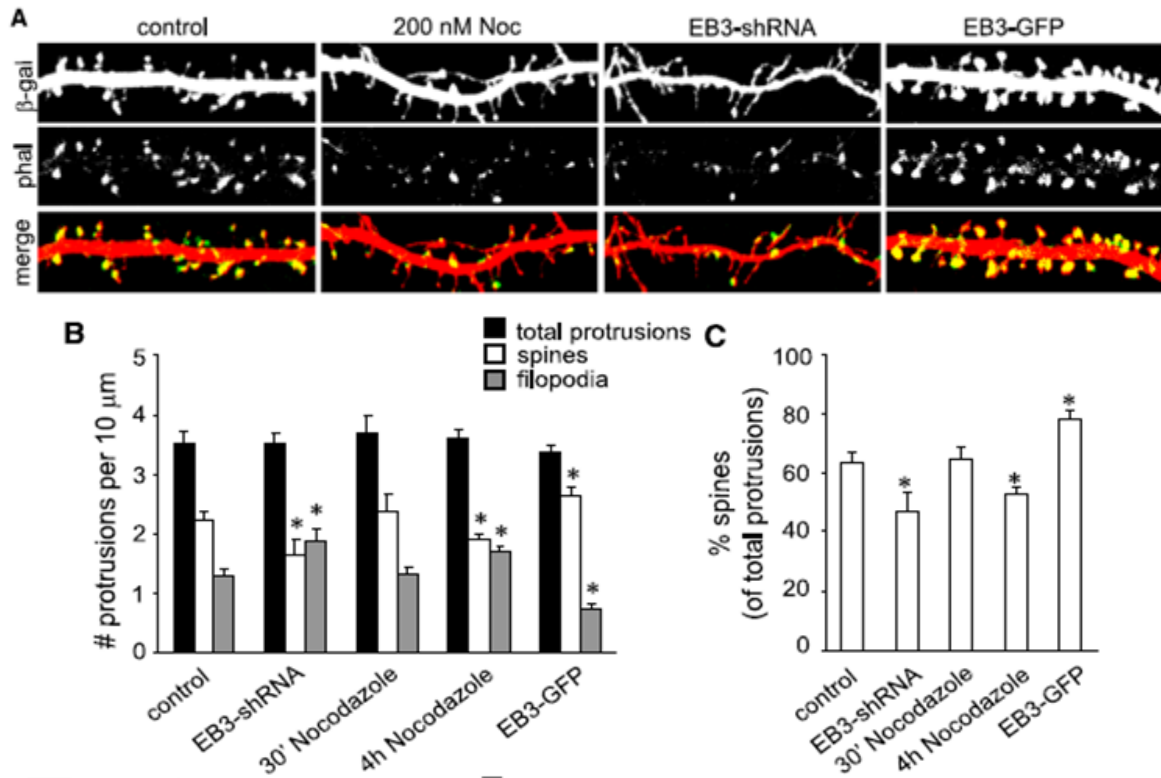 A
control 200 nM Noc EB3-shRNA EB3-GFP
β-gal
phal
merge
B
total protrusions
spines
filopodia
# protrusions per 10 μm
5
4
3
2
1
0
* * * * * *
control EB3-shRNA 30' Nocodazole 4h Nocodazole EB3-GFP
C
% spines
(of total protrusions)
100
80
60
40
20
0
* * *
control EB3-shRNA 30' Nocodazole 4h Nocodazole EB3-GFP